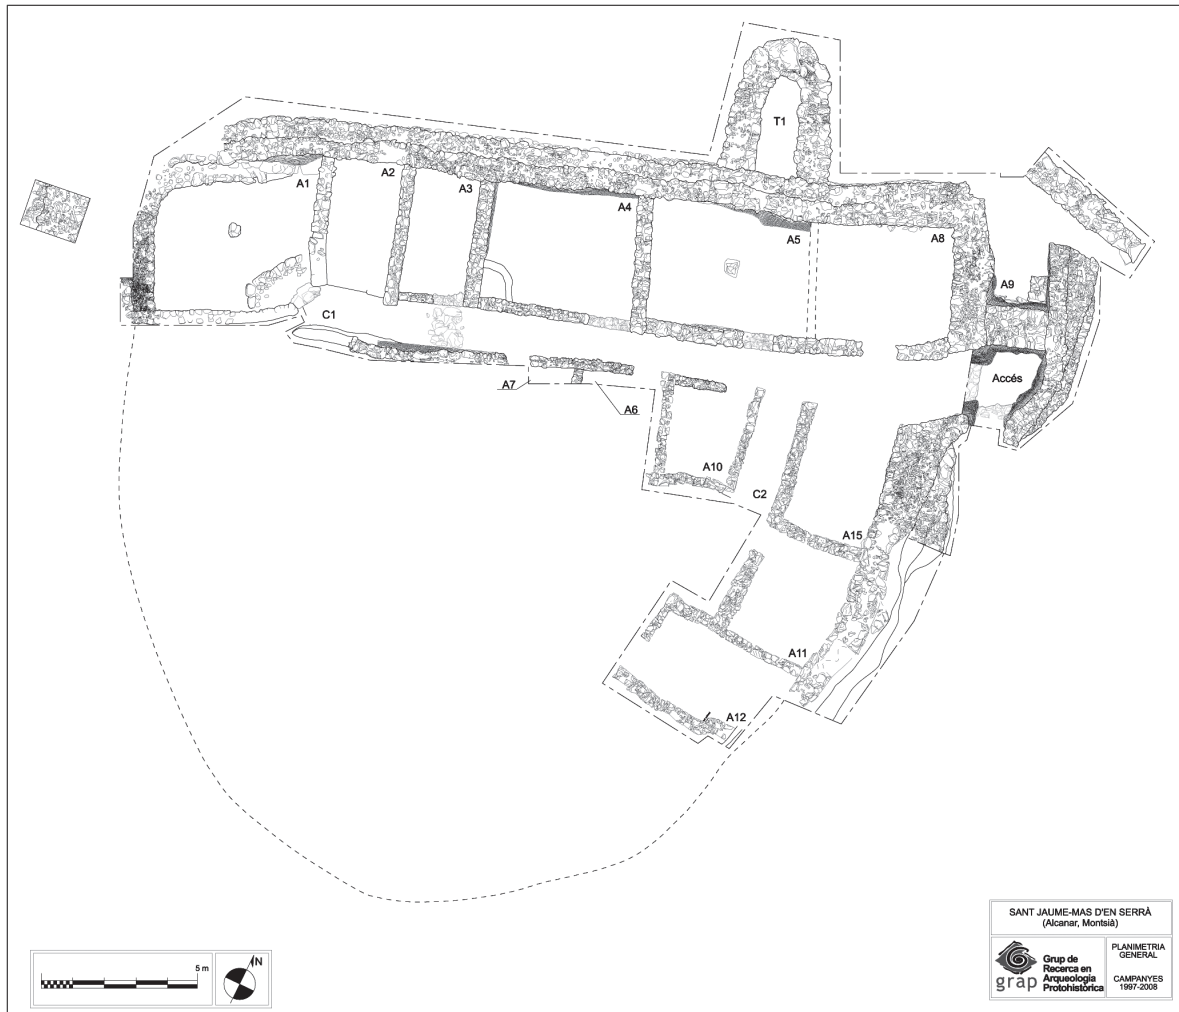 T1
A1
A2
A3
A4
A5
A8
A9
C1
Accés
A7
A6
A10
C2
A15
A11
A12
5 m
N
SANT JAUME-MAS D'EN SERRÀ
(Alcanar, Montsià)
grap
Grup de
Recerca en
Arqueologia
Protohistòrica
PLANIMETRIA
GENERAL
CAMPANYES
1997-2008